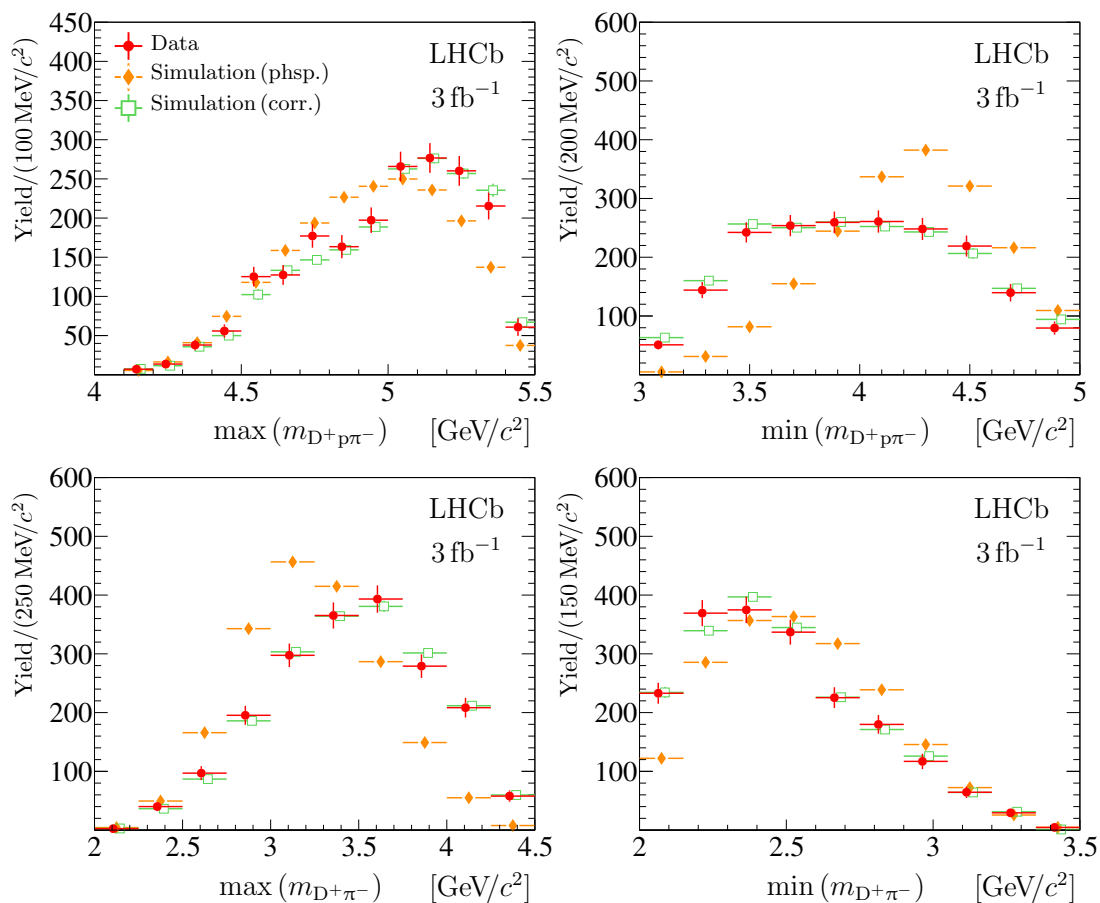 Yield/(100 MeV/c²)
450
400
350
300
250
200
150
100
50
Data
Simulation (phsp.)
Simulation (corr.)
LHCb
3 fb⁻¹
4 4.5 5 5.5
max (m_D⁺pπ⁻) [GeV/c²]
Yield/(200 MeV/c²)
600
500
400
300
200
100
LHCb
3 fb⁻¹
3 3.5 4 4.5 5
min (m_D⁺pπ⁻) [GeV/c²]
Yield/(250 MeV/c²)
600
500
400
300
200
100
LHCb
3 fb⁻¹
2 2.5 3 3.5 4 4.5
max (m_D⁺π⁻) [GeV/c²]
Yield/(150 MeV/c²)
600
500
400
300
200
100
LHCb
3 fb⁻¹
2 2.5 3 3.5
min (m_D⁺π⁻) [GeV/c²]